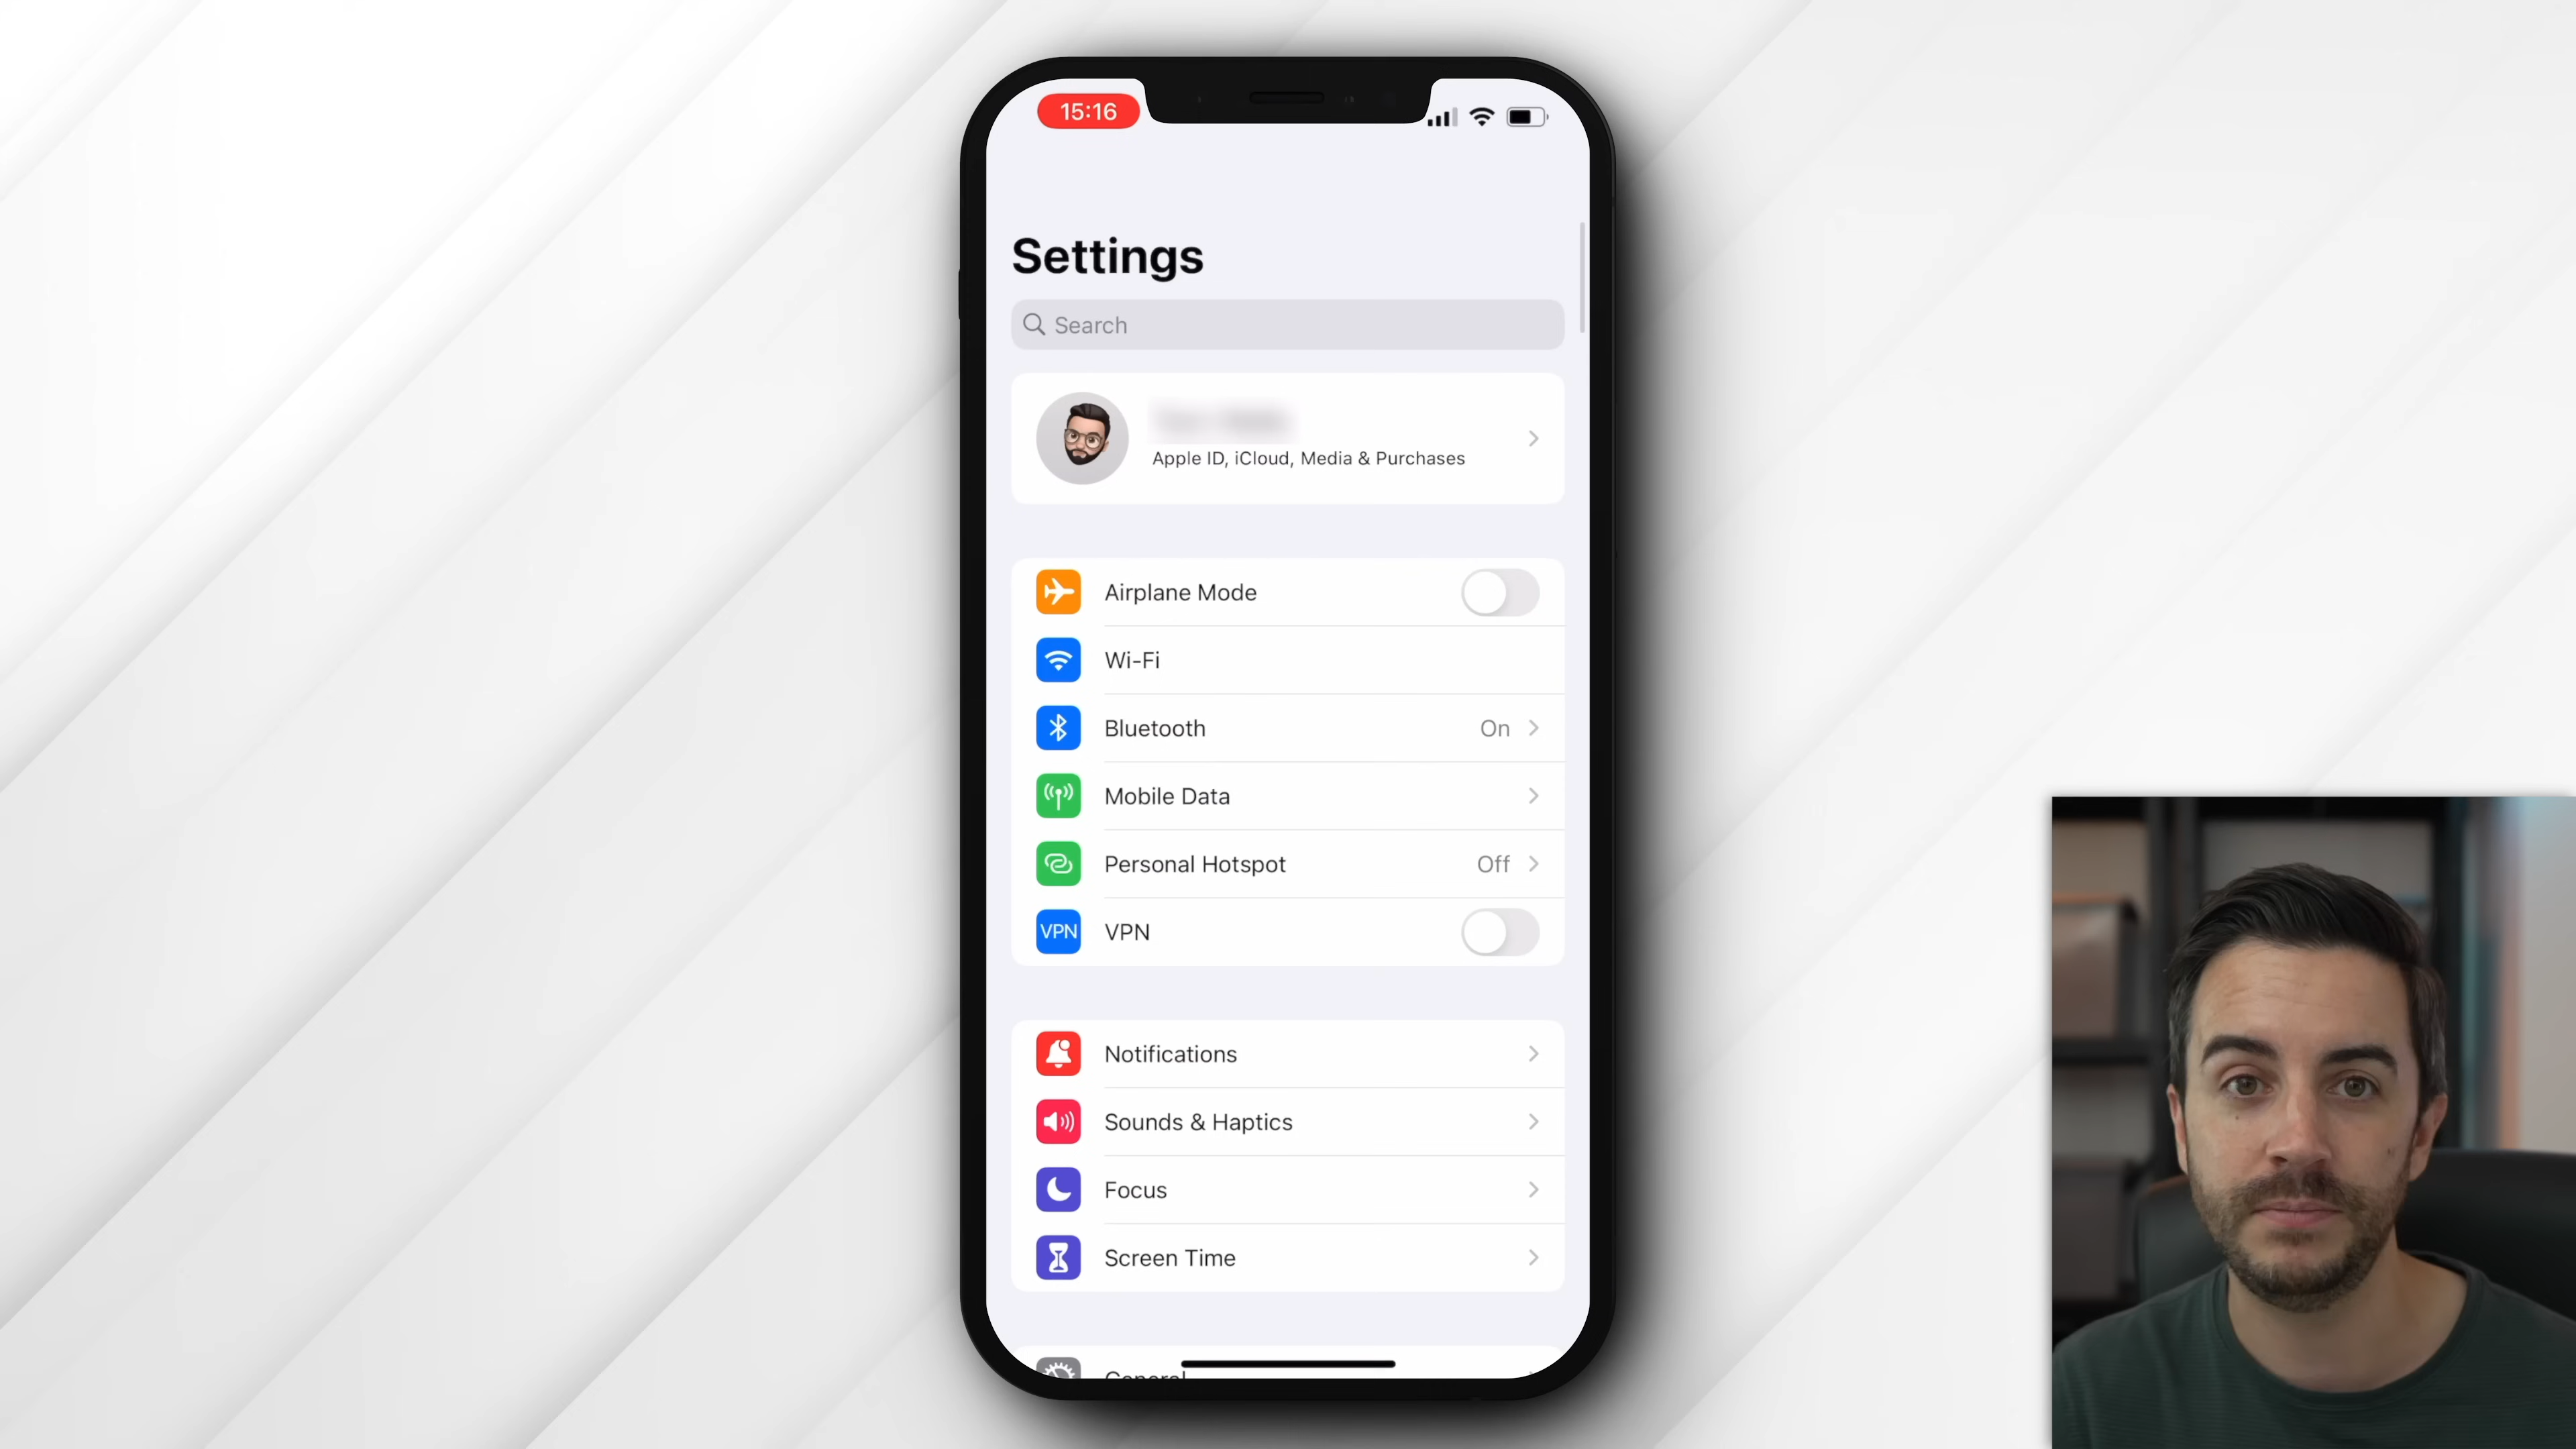 15:16
Settings
Search
Apple ID, iCloud, Media & Purchases
Airplane Mode
Wi-Fi
Bluetooth On
Mobile Data
Personal Hotspot Off
VPN VPN
Notifications
Sounds & Haptics
Focus
Screen Time
General